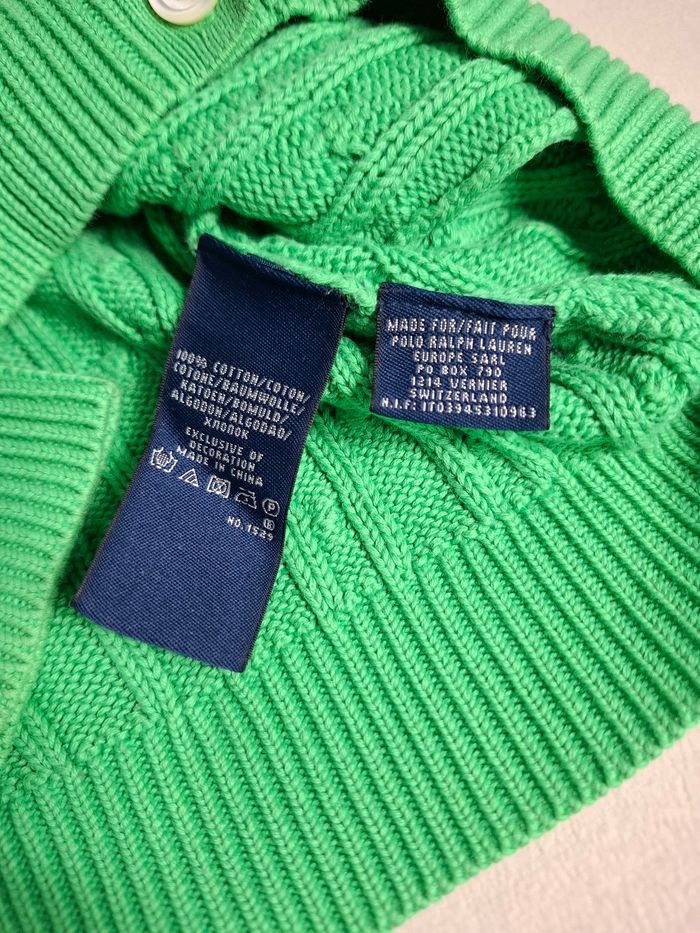 100% COTTON/COTON/
COTONE/BAUMWOLLE/
KATOEN/BOMULD/
ALGODON/ALGODAO/
ХЛОПОК
EXCLUSIVE OF
DECORATION
MADE IN CHINA
P
NO. 1529
MADE FOR/FAIT POUR
POLO RALPH LAUREN
EUROPE SARL
PO BOX 790
1214 VERNIER
SWITZERLAND
N.I.F: IT03945310963